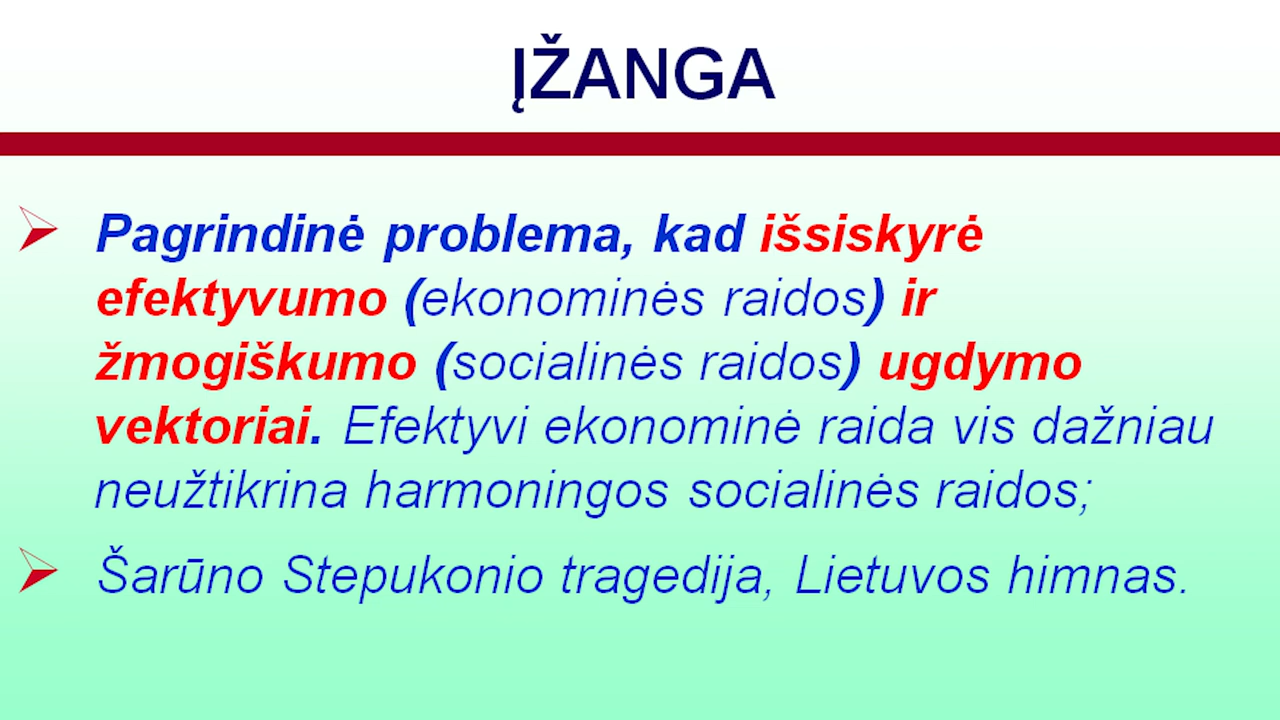 ĮŽANGA
Pagrindinė problema, kad išsiskyrė
efektyvumo (ekonominės raidos) ir
žmogiškumo (socialinės raidos) ugdymo
vektoriai. Efektyvi ekonominė raida vis dažniau
neužtikrina harmoningos socialinės raidos;
Šarūno Stepukonio tragedija, Lietuvos himnas.